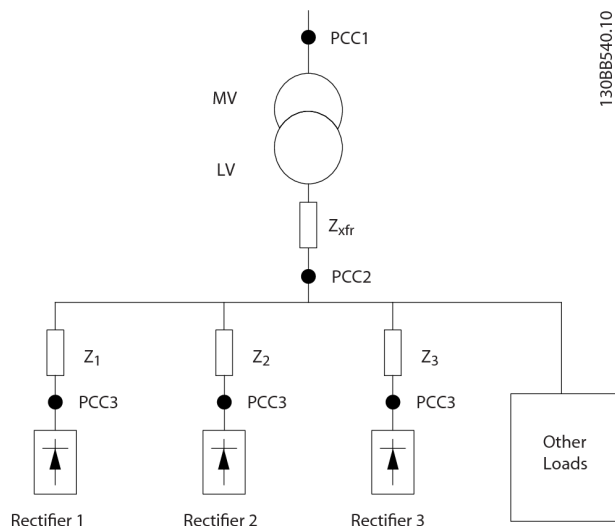 PCC1
130BB540.10
MV
LV
Zxfr
PCC2
Z1
Z2
Z3
PCC3
PCC3
PCC3
Other
Loads
Rectifier 1
Rectifier 2
Rectifier 3